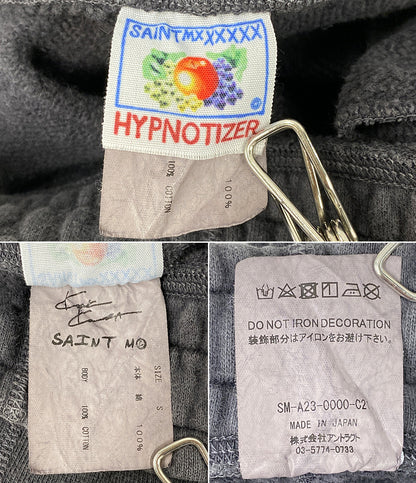 SAINT MXXXXXX
HYPNOTIZER
100% COTTON
100%
SAINT M
SIZE S
本体 綿 100%
BODY 100% COTTON
DO NOT IRON DECORATION
装飾部分はアイロンをお避け下さい。
SM-A23-0000-C2
MADE IN JAPAN
株式会社アントラクト
03-5774-0733